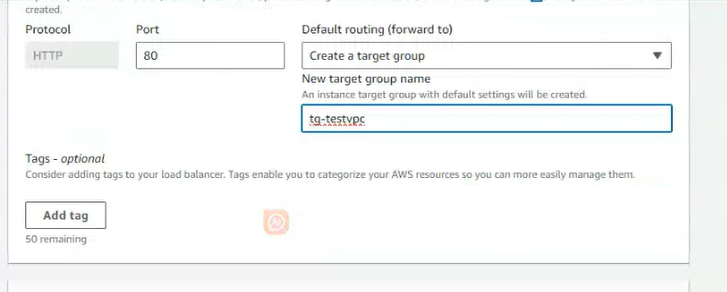 created.
Protocol
Port
Default routing (forward to)
HTTP
80
Create a target group
New target group name
An instance target group with default settings will be created.
tg-testvpc
Tags - optional
Consider adding tags to your load balancer. Tags enable you to categorize your AWS resources so you can more easily manage them.
Add tag
50 remaining